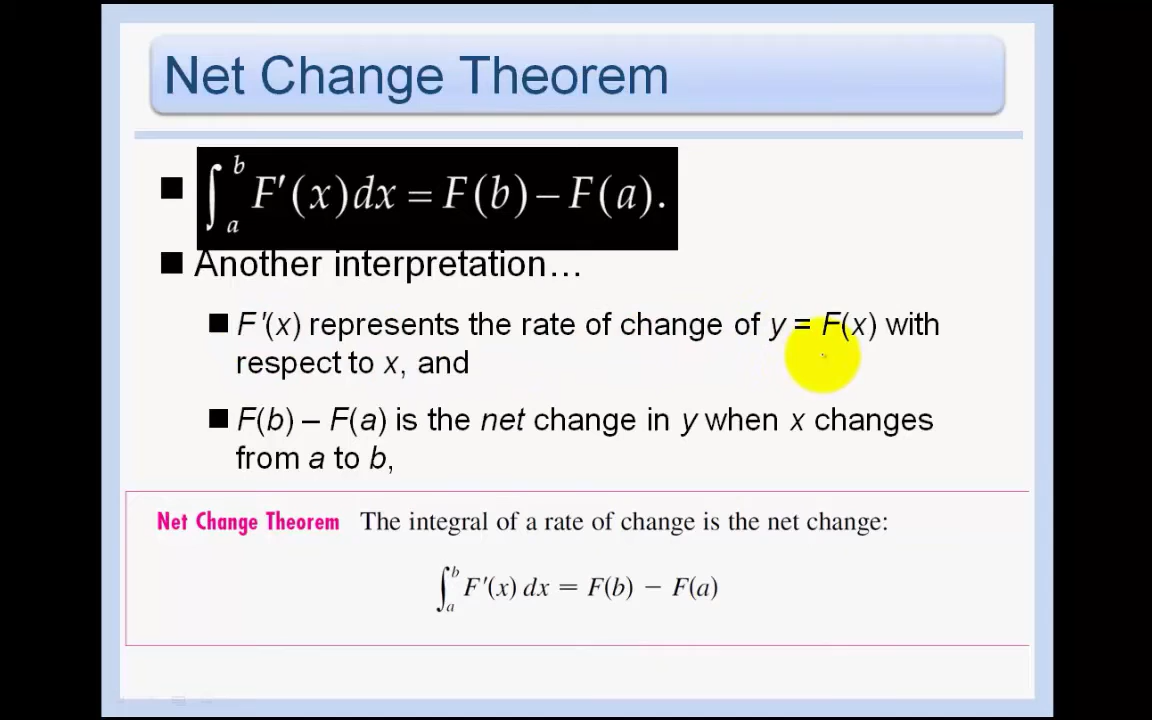 Net Change Theorem
■ ∫ₐᵇ F′(x)dx = F(b) – F(a).
■ Another interpretation…
■ F′(x) represents the rate of change of y = F(x) with
respect to x, and
■ F(b) – F(a) is the net change in y when x changes
from a to b,
Net Change Theorem The integral of a rate of change is the net change:
∫ₐᵇ F′(x) dx = F(b) − F(a)